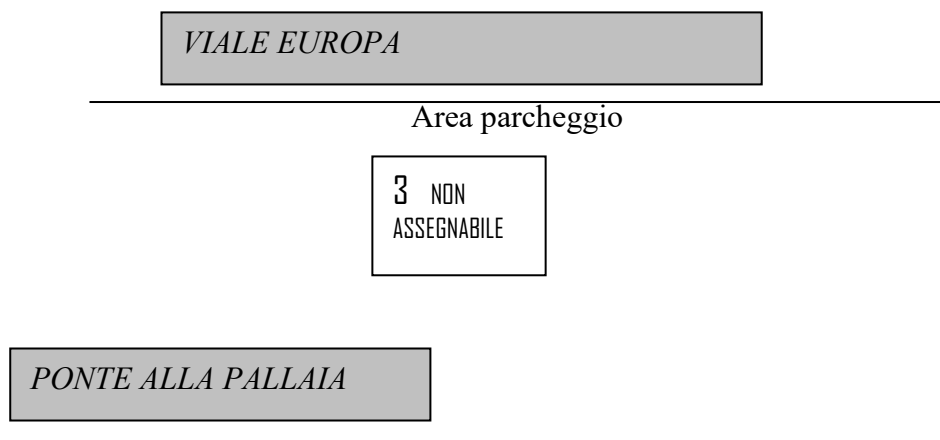 VIALE EUROPA
Area parcheggio
3 NON
ASSEGNABILE
PONTE ALLA PALLAIA